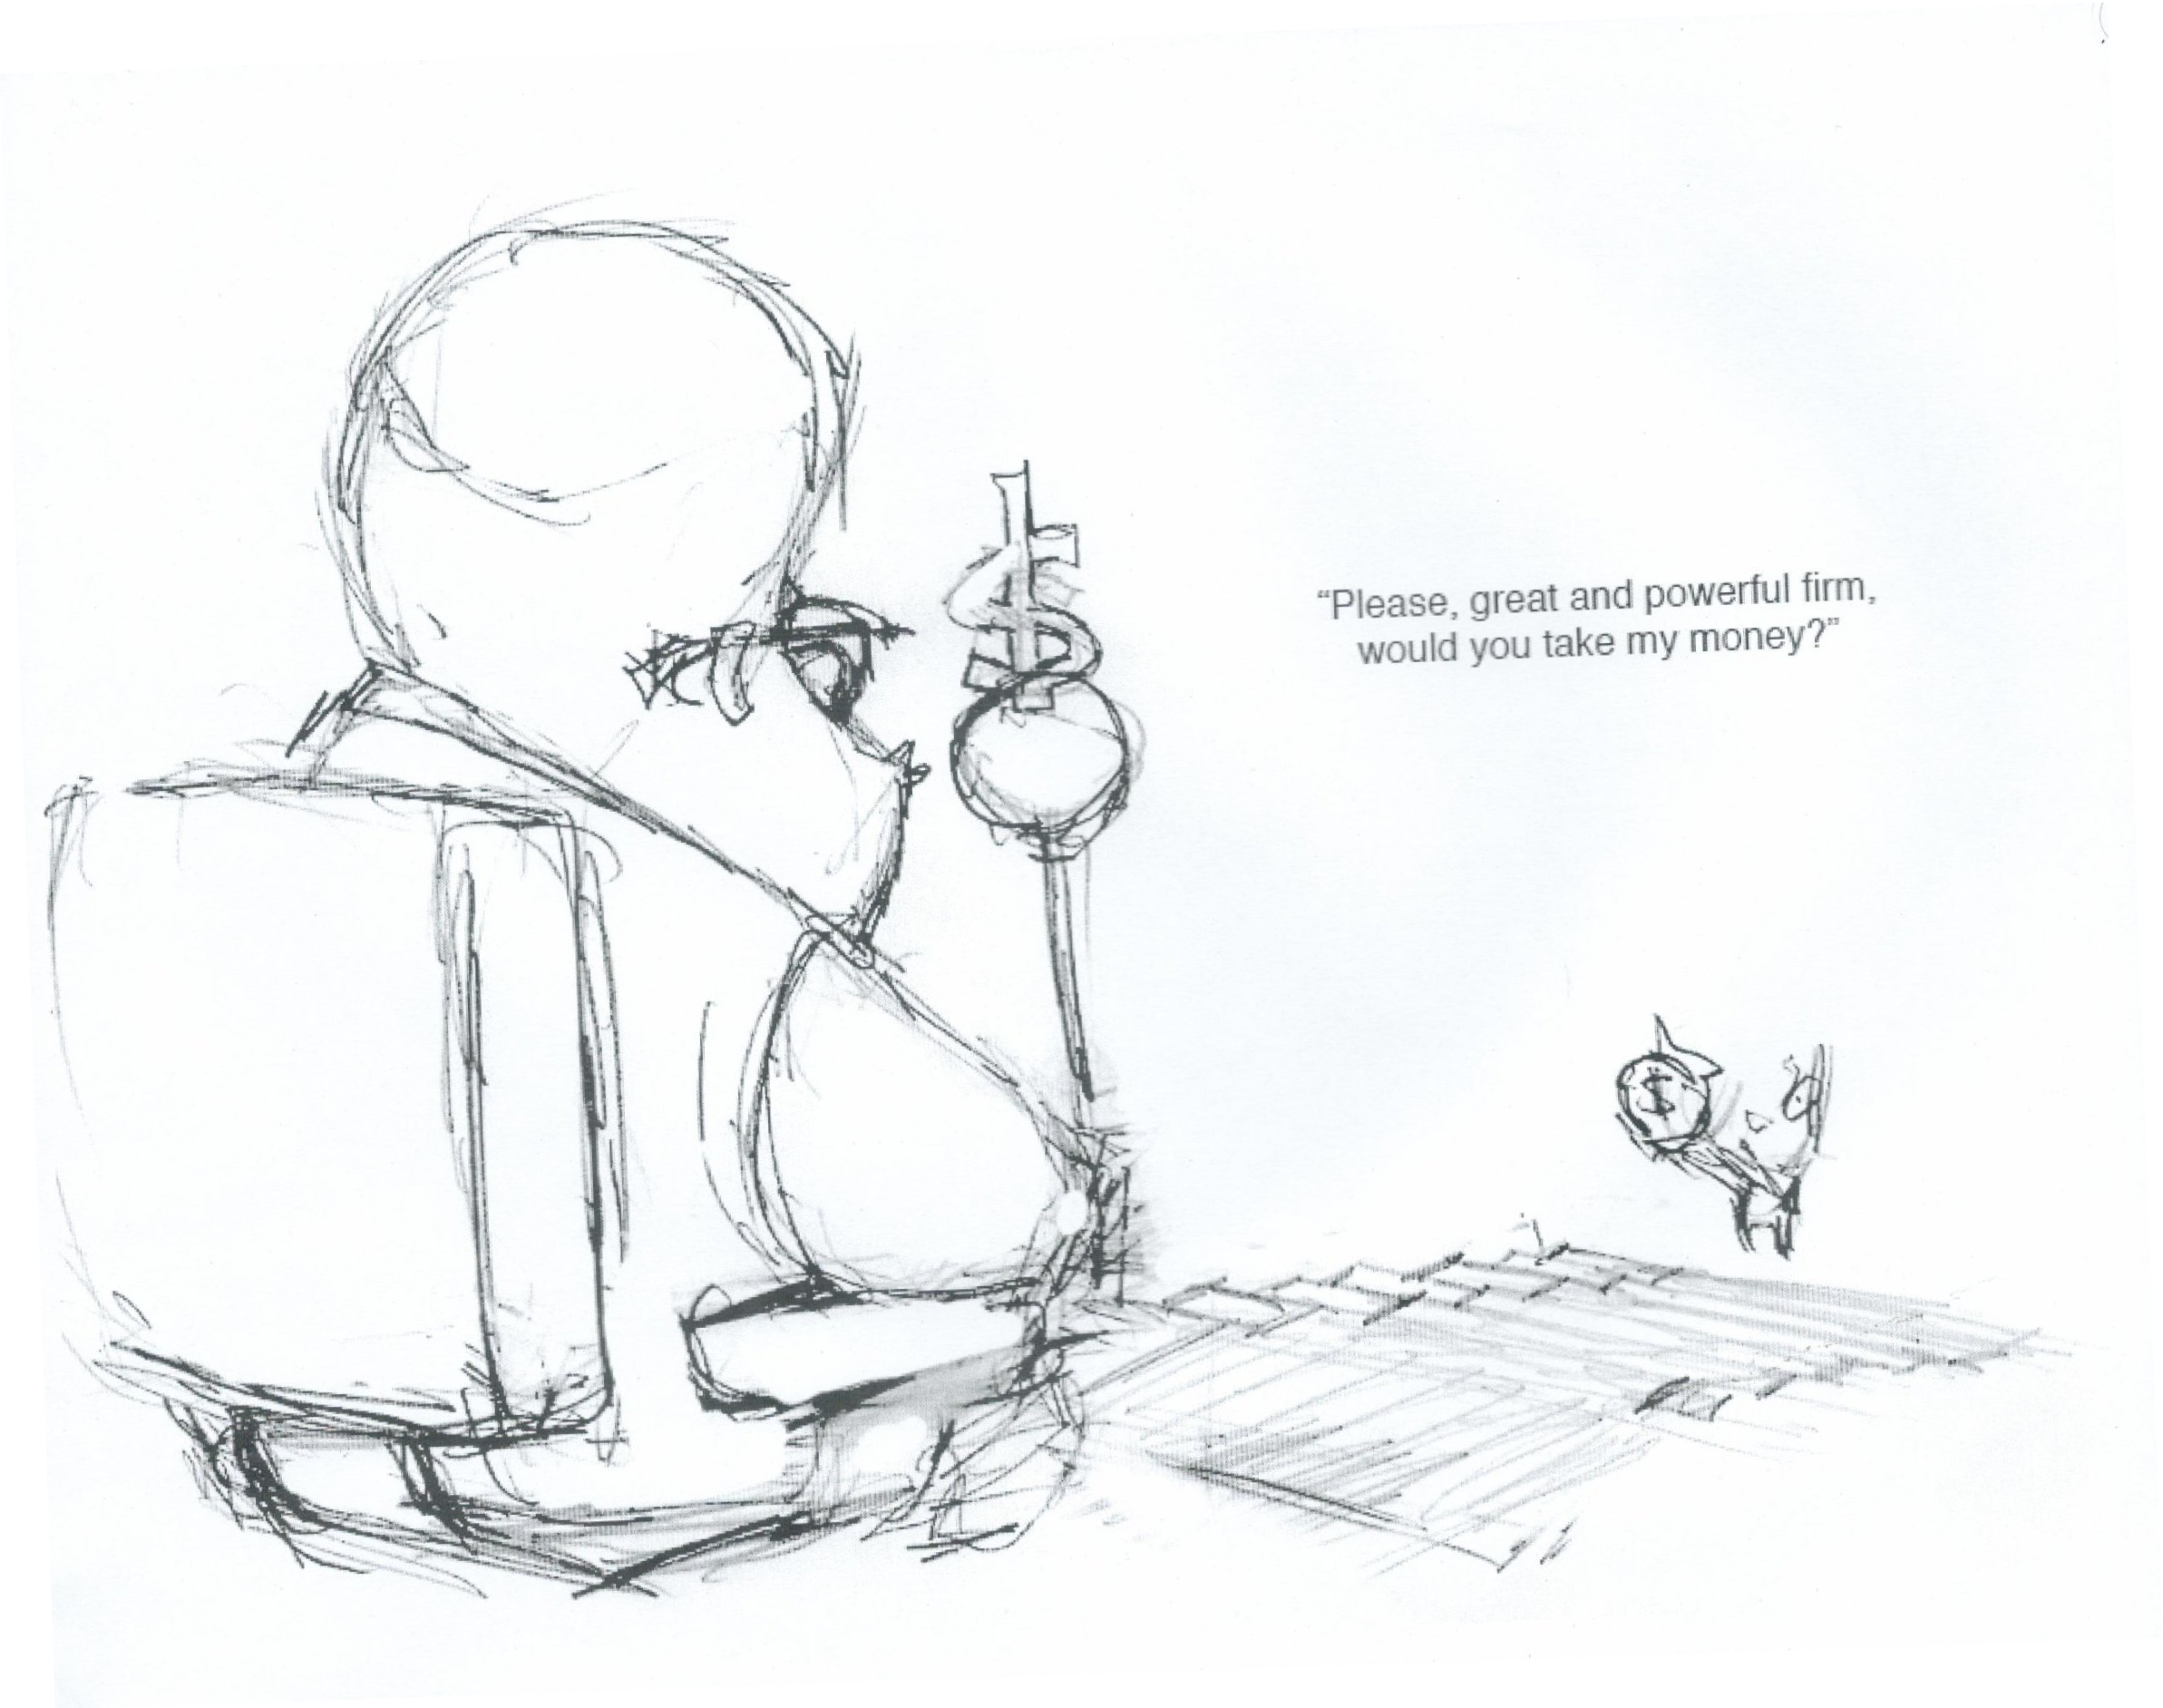 “Please, great and powerful firm,
would you take my money?”
$
$